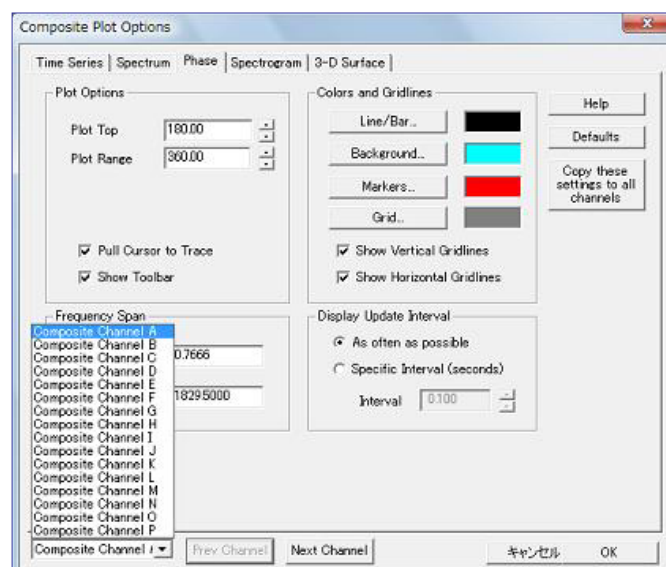 Composite Plot Options
Time Series
Spectrum
Phase
Spectrogram
3-D Surface
Plot Options
Plot Top
180.00
Plot Range
360.00
Pull Cursor to Trace
Show Toolbar
Colors and Gridlines
Line/Bar..
Background..
Markers..
Grid..
Show Vertical Gridlines
Show Horizontal Gridlines
Help
Defaults
Copy these
settings to all
channels
Frequency Span
0.7666
18295000
Composite Channel A
Composite Channel B
Composite Channel C
Composite Channel D
Composite Channel E
Composite Channel F
Composite Channel G
Composite Channel H
Composite Channel I
Composite Channel J
Composite Channel K
Composite Channel L
Composite Channel M
Composite Channel N
Composite Channel O
Composite Channel P
Display Update Interval
As often as possible
Specific Interval (seconds)
Interval
0.100
Composite Channel
Prev Channel
Next Channel
キャンセル
OK